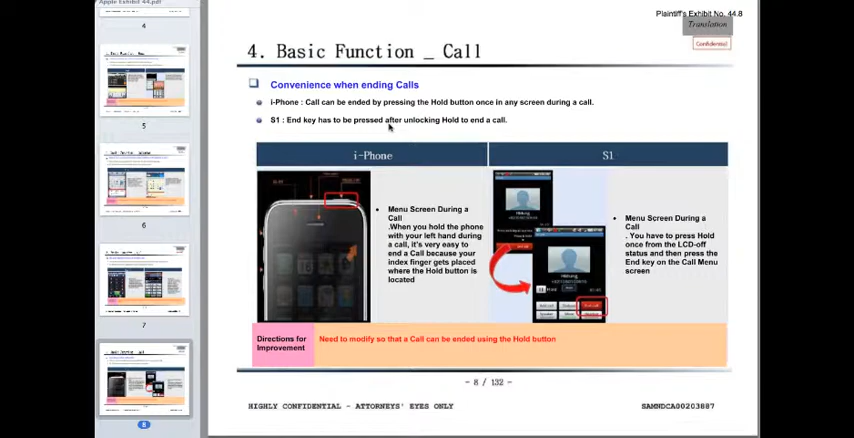 Apple Exhibit 44.pdf
4
5
6
7
8
Plaintiff's Exhibit No. 44.8
Translation
Confidential
4. Basic Function _ Call
Convenience when ending Calls
i-Phone : Call can be ended by pressing the Hold button once in any screen during a call.
S1 : End key has to be pressed after unlocking Hold to end a call.
i-Phone
S1
• Menu Screen During a
Call
.When you hold the phone
with your left hand during
a call, it's very easy to
end a Call because your
index finger gets placed
where the Hold button is
located
• Menu Screen During a
Call
. You have to press Hold
once from the LCD-off
status and then press the
End key on the Call Menu
screen
Directions for
Improvement
Need to modify so that a Call can be ended using the Hold button
- 8 / 132 -
HIGHLY CONFIDENTIAL - ATTORNEYS' EYES ONLY
SAMNDCA00203887